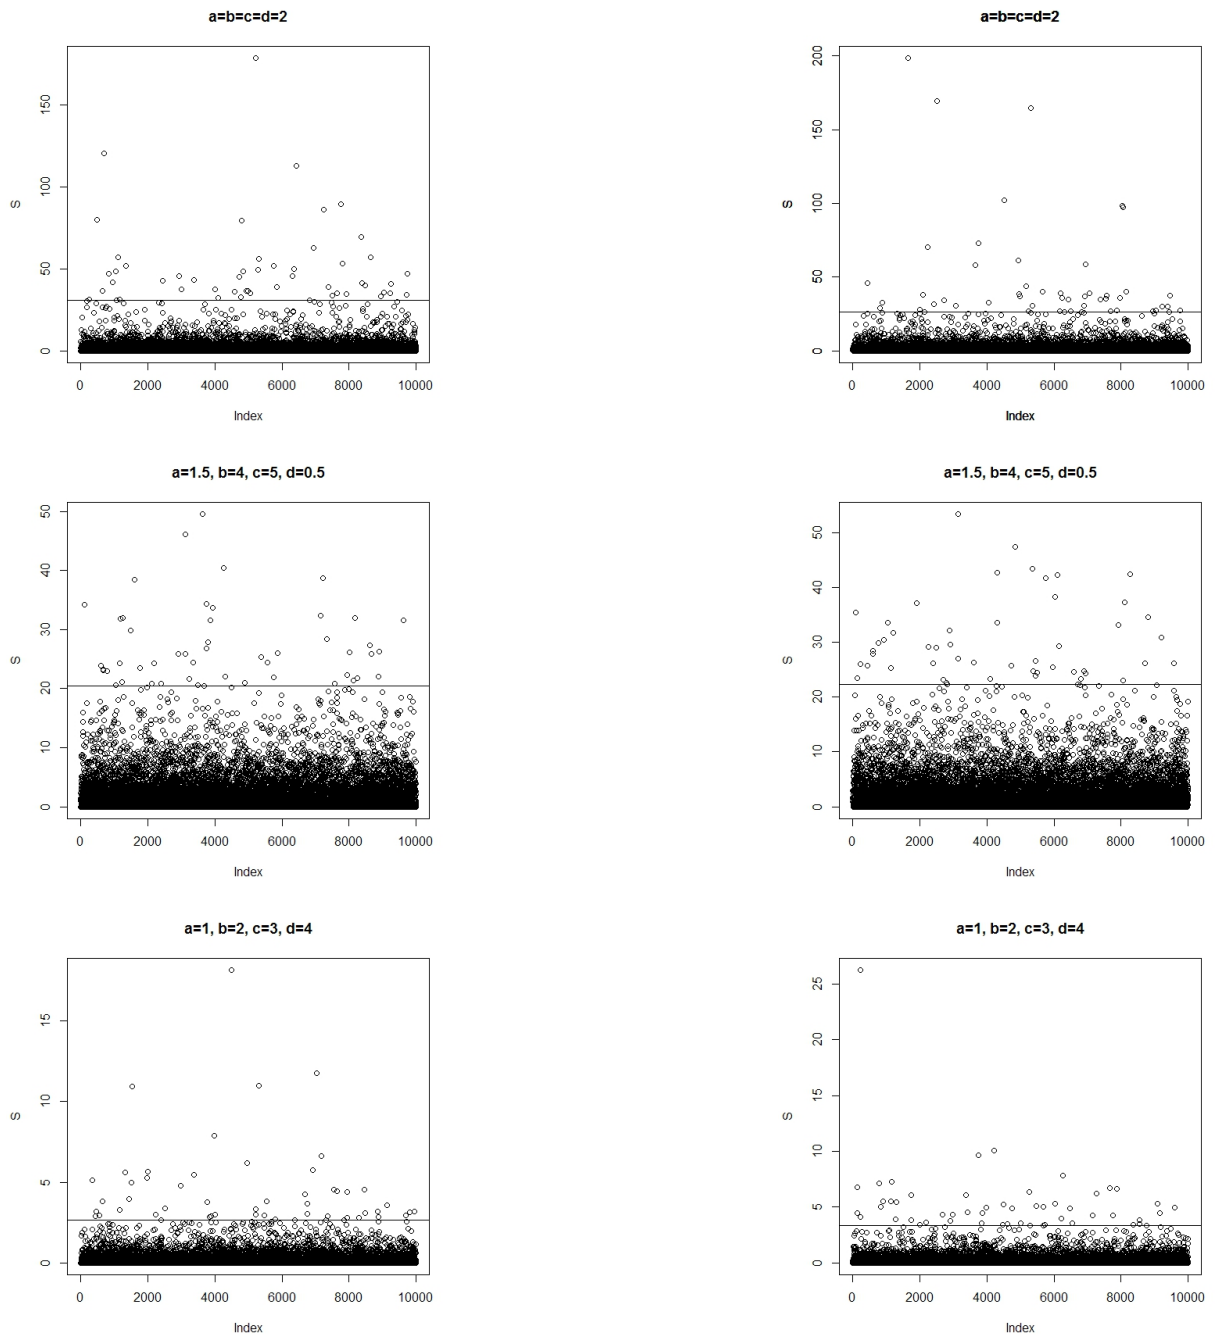 a=b=c=d=2
a=b=c=d=2
S
0 50 100 150
0 2000 4000 6000 8000 10000
Index
S
0 50 100 150 200
0 2000 4000 6000 8000 10000
Index
a=1.5, b=4, c=5, d=0.5
a=1.5, b=4, c=5, d=0.5
S
0 10 20 30 40 50
0 2000 4000 6000 8000 10000
Index
S
0 10 20 30 40 50
0 2000 4000 6000 8000 10000
Index
a=1, b=2, c=3, d=4
a=1, b=2, c=3, d=4
S
0 5 10 15
0 2000 4000 6000 8000 10000
Index
S
0 5 10 15 20 25
0 2000 4000 6000 8000 10000
Index